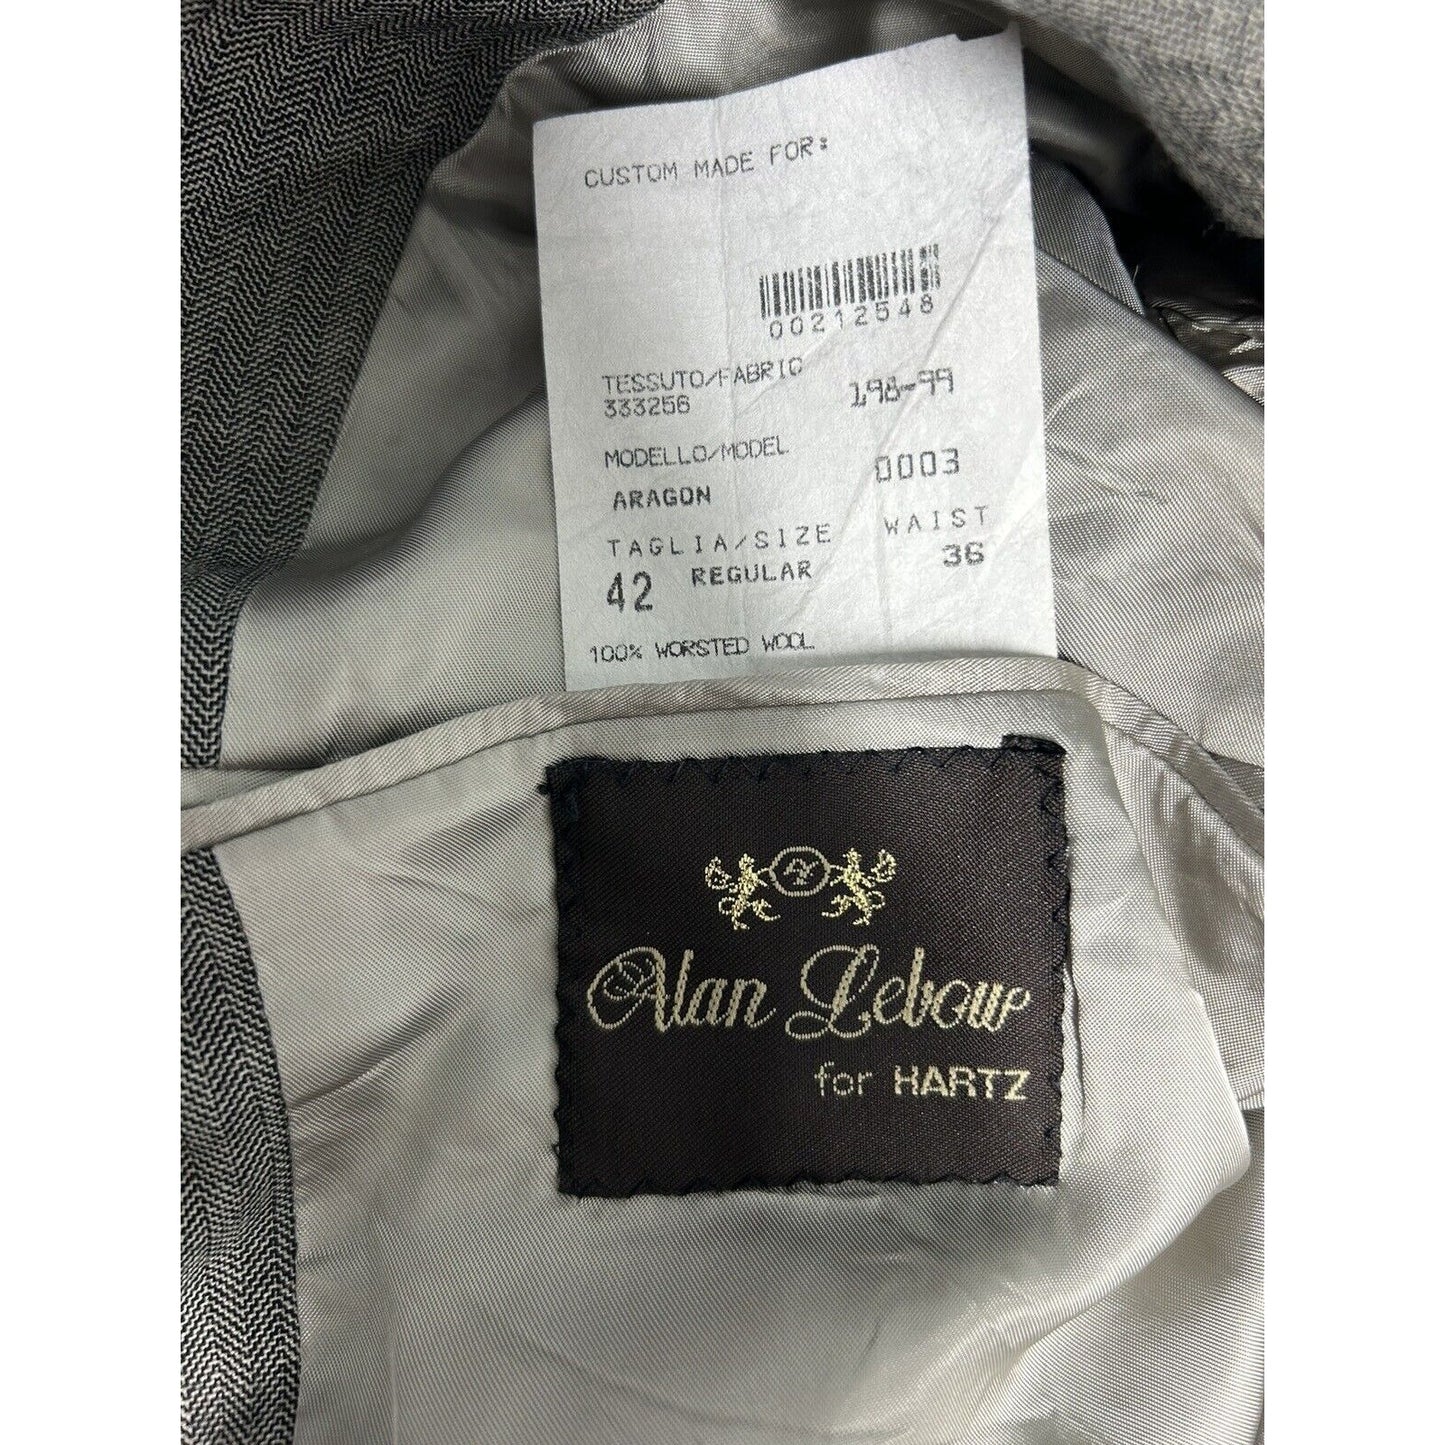 CUSTOM MADE FOR:
00212548
TESSUTO/FABRIC
333256 198-99
MODELLO/MODEL
ARAGON 0003
TAGLIA/SIZE WAIST
42 REGULAR 36
100% WORSTED WOOL
Alan Lebow
for HARTZ